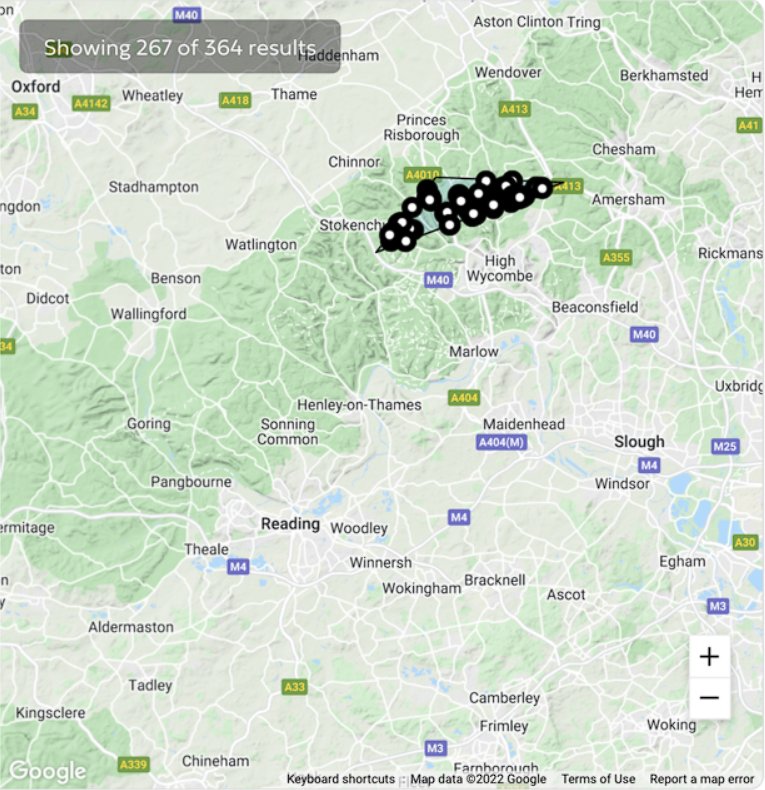 on
M40
Aston Clinton Tring
Showing 267 of 364 results
Haddenham
Wendover
Berkhamsted
H
Hem
Oxford
A34
A4142
Wheatley
A418
Thame
A413
A41
Princes
Risborough
Chesham
Chinnor
A4010
Stadhampton
A413
Amersham
ngdon
Stokench
Watlington
Rickmans
ton
High
Wycombe
A355
Benson
M40
Didcot
Wallingford
Beaconsfield
M40
34
Marlow
Uxbridg
A404
Henley-on-Thames
Goring
Sonning
Common
Maidenhead
A404(M)
Slough
M25
M4
Pangbourne
Windsor
Reading
Woodley
M4
ermitage
A30
Theale
M4
Winnersh
Egham
n
Wokingham
Bracknell
Ascot
y
M3
Aldermaston
+
Tadley
A33
−
Camberley
Kingsclere
Frimley
Woking
M3
Google
A339
Chineham
Farnborough
Keyboard shortcuts
Map data ©2022 Google
Terms of Use
Report a map error